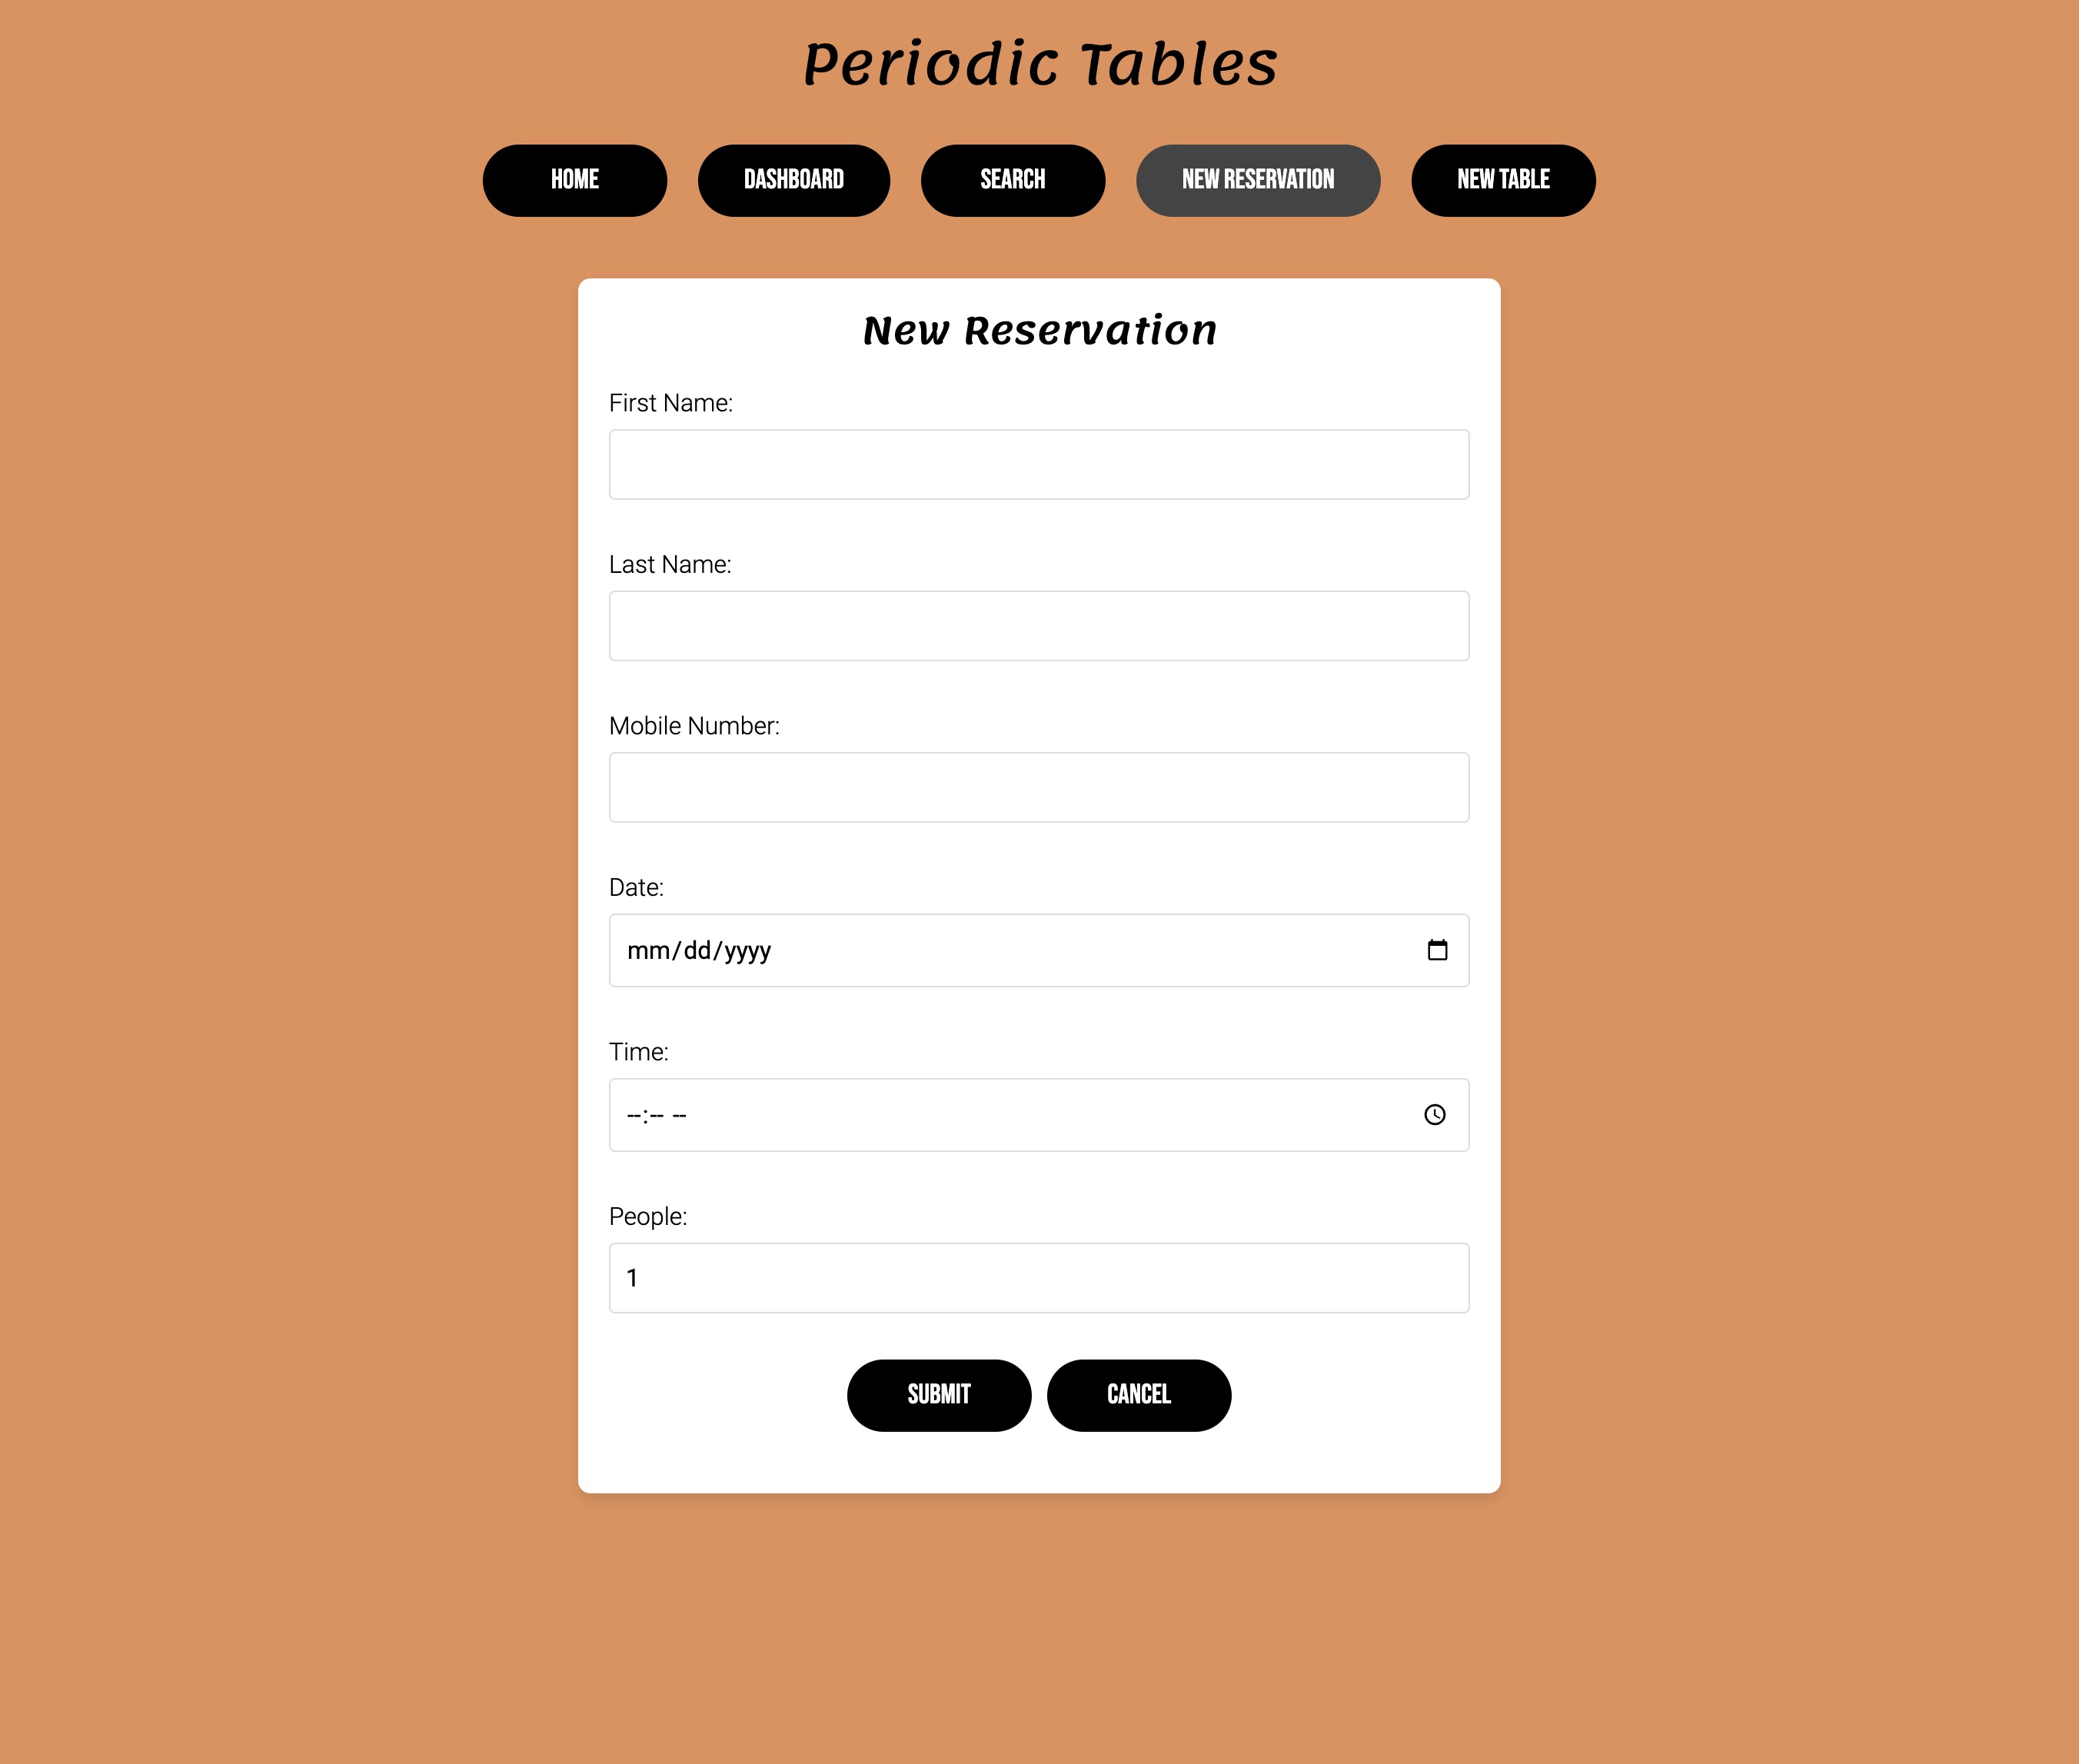 Periodic Tables
HOME DASHBOARD SEARCH NEW RESERVATION NEW TABLE
New Reservation
First Name:
Last Name:
Mobile Number:
Date:
mm/dd/yyyy
Time:
--:-- --
People:
1
SUBMIT CANCEL